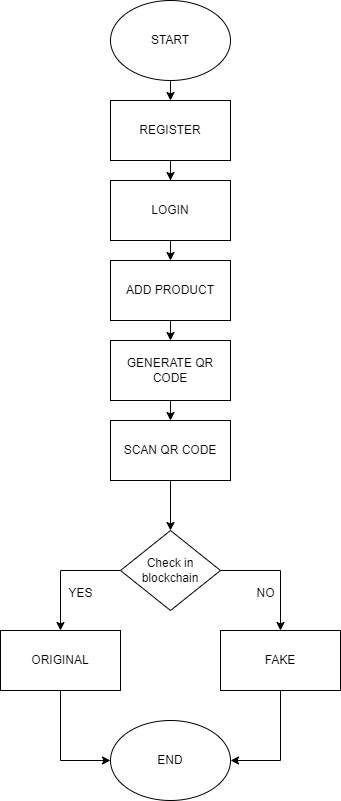 START
REGISTER
LOGIN
ADD PRODUCT
GENERATE QR
CODE
SCAN QR CODE
Check in
blockchain
YES
NO
ORIGINAL
FAKE
END